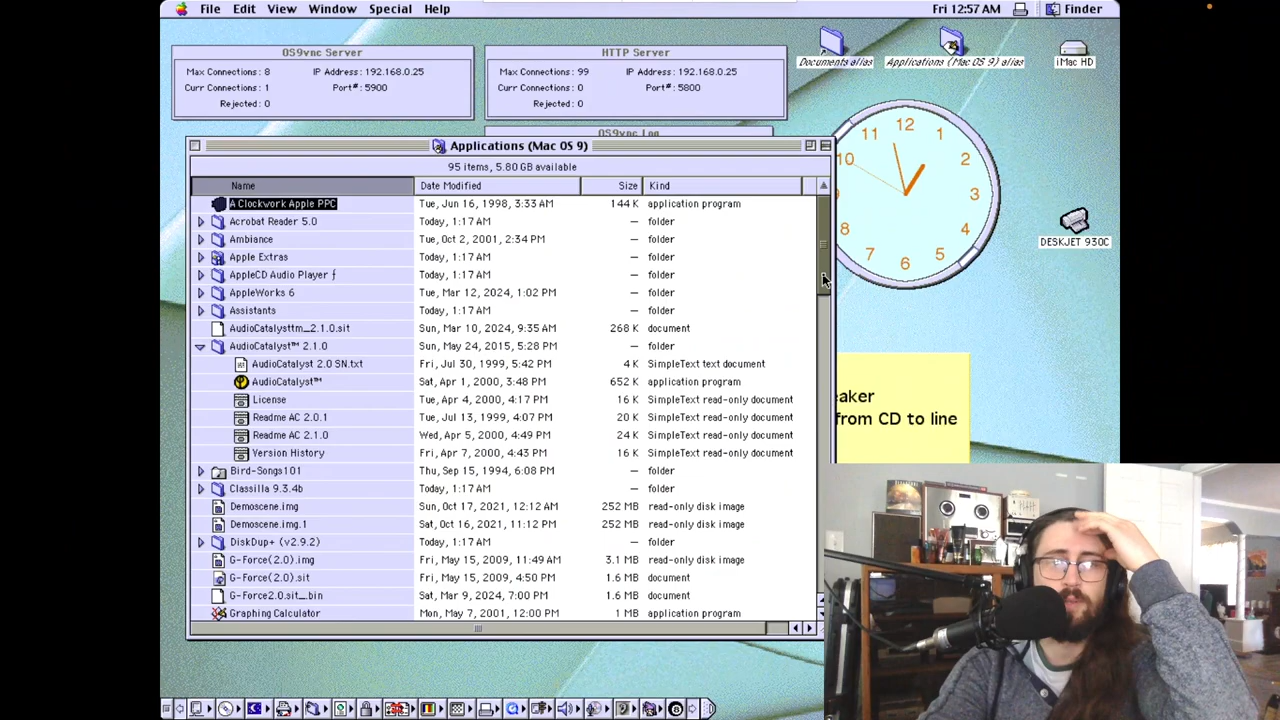 File Edit View Window Special Help Fri 12:57 AM Finder
OS9vnc Server
Max Connections: 8 IP Address: 192.168.0.25
Curr Connections: 1 Port#: 5900
Rejected: 0
HTTP Server
Max Connections: 99 IP Address: 192.168.0.25
Curr Connections: 0 Port#: 5800
Rejected: 0
OS9vnc Log
Documents alias
Applications (Mac OS 9) alias
iMac HD
12
1
2
3
4
5
6
7
8
10
11
DESKJET 930C
Applications (Mac OS 9)
95 items, 5.80 GB available
Name Date Modified Size Kind
A Clockwork Apple PPC Tue, Jun 16, 1998, 3:33 AM 144 K application program
Acrobat Reader 5.0 Today, 1:17 AM — folder
Ambiance Tue, Oct 2, 2001, 2:34 PM — folder
Apple Extras Today, 1:17 AM — folder
AppleCD Audio Player ƒ Today, 1:17 AM — folder
AppleWorks 6 Tue, Mar 12, 2024, 1:02 PM — folder
Assistants Today, 1:17 AM — folder
AudioCatalysttm_2.1.0.sit Sun, Mar 10, 2024, 9:35 AM 268 K document
AudioCatalyst™ 2.1.0 Sun, May 24, 2015, 5:28 PM — folder
AudioCatalyst 2.0 SN.txt Fri, Jul 30, 1999, 5:42 PM 4 K SimpleText text document
AudioCatalyst™ Sat, Apr 1, 2000, 3:48 PM 652 K application program
License Tue, Apr 4, 2000, 4:17 PM 16 K SimpleText read-only document
Readme AC 2.0.1 Tue, Jul 13, 1999, 4:07 PM 20 K SimpleText read-only document
Readme AC 2.1.0 Wed, Apr 5, 2000, 4:49 PM 24 K SimpleText read-only document
Version History Fri, Apr 7, 2000, 4:43 PM 16 K SimpleText read-only document
Bird-Songs101 Thu, Sep 15, 1994, 6:08 PM — folder
Classilla 9.3.4b Today, 1:17 AM — folder
Demoscene.img Sun, Oct 17, 2021, 12:12 AM 252 MB read-only disk image
Demoscene.img.1 Sat, Oct 16, 2021, 11:12 PM 252 MB read-only disk image
DiskDup+ (v2.9.2) Today, 1:17 AM — folder
G-Force(2.0).img Fri, May 15, 2009, 11:49 AM 3.1 MB read-only disk image
G-Force(2.0).sit Fri, May 15, 2009, 4:50 PM 1.6 MB document
G-Force2.0.sit_.bin Sat, Mar 9, 2024, 7:00 PM 1.6 MB document
Graphing Calculator Mon, May 7, 2001, 12:00 PM 1 MB application program
eaker
from CD to line